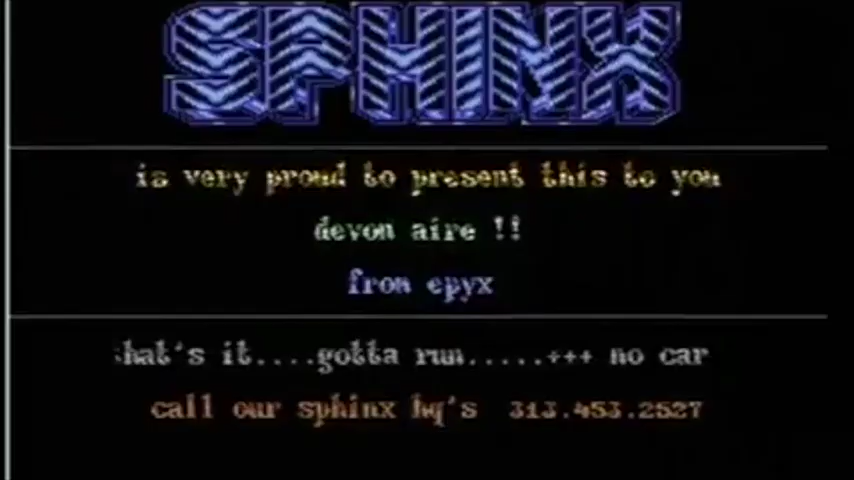 SPHINX
is very proud to present this to you
devon aire !!
from epyx
that's it....gotta run.....+++ no car
call our sphinx hq's 313.453.2527